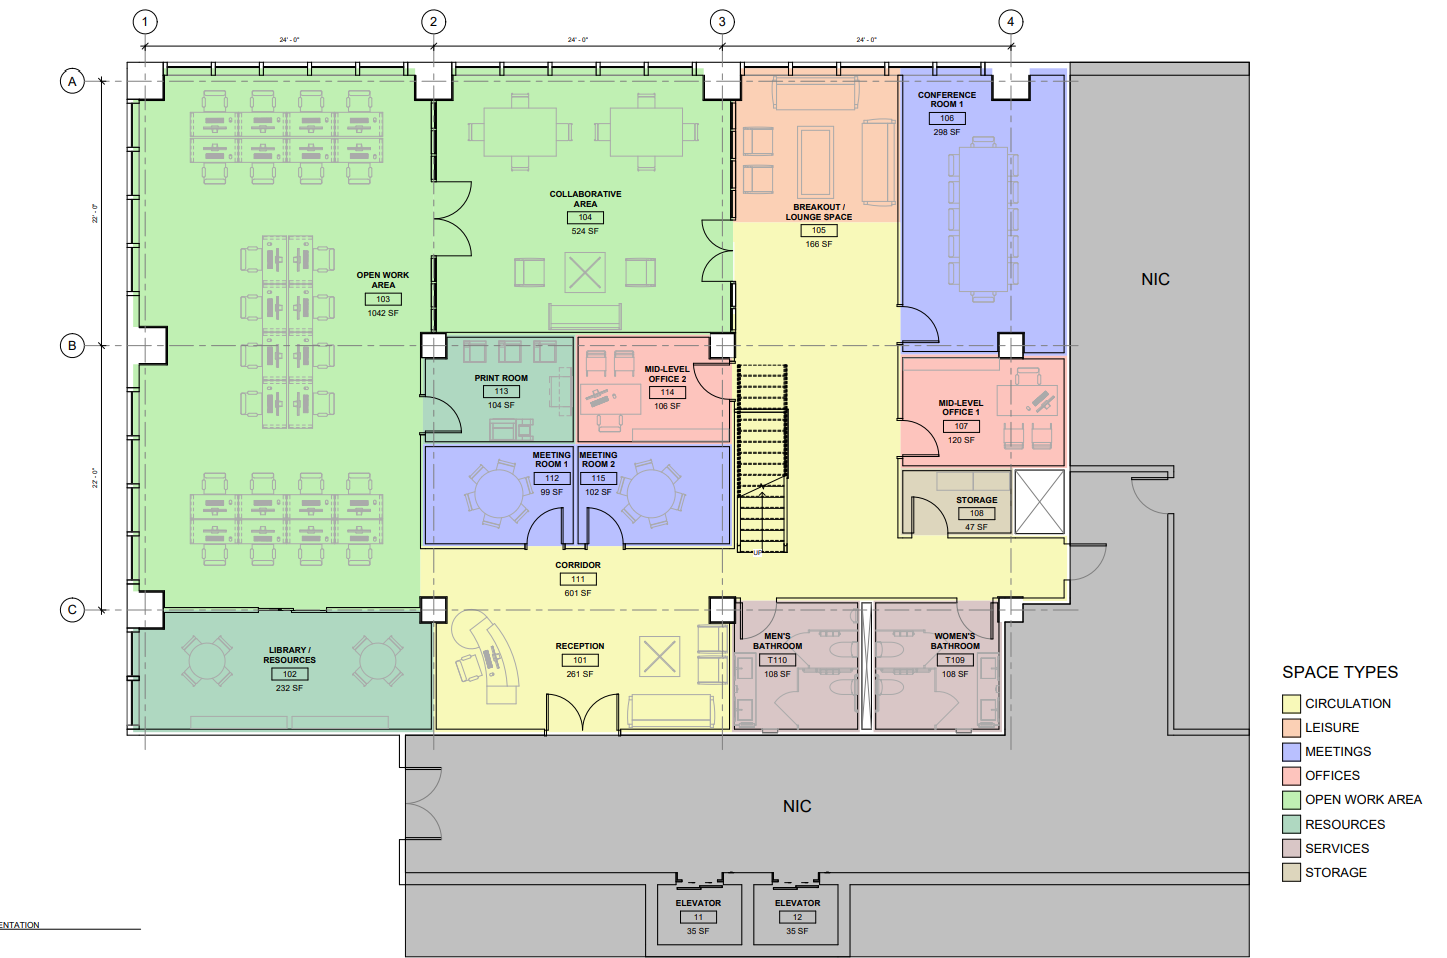 1
2
3
4
24' - 0"
24' - 0"
24' - 0"
A
B
C
22' - 0"
22' - 0"
CONFERENCE
ROOM 1
106
298 SF
COLLABORATIVE
AREA
104
524 SF
BREAKOUT /
LOUNGE SPACE
105
166 SF
OPEN WORK
AREA
103
1042 SF
NIC
PRINT ROOM
113
104 SF
MID-LEVEL
OFFICE 2
114
106 SF
MID-LEVEL
OFFICE 1
107
120 SF
MEETING
ROOM 1
112
99 SF
MEETING
ROOM 2
115
102 SF
STORAGE
108
47 SF
UP
CORRIDOR
111
601 SF
LIBRARY /
RESOURCES
102
232 SF
RECEPTION
101
261 SF
MEN'S
BATHROOM
T110
108 SF
WOMEN'S
BATHROOM
T109
108 SF
NIC
ELEVATOR
11
35 SF
ELEVATOR
12
35 SF
SPACE TYPES
CIRCULATION
LEISURE
MEETINGS
OFFICES
OPEN WORK AREA
RESOURCES
SERVICES
STORAGE
ENTATION